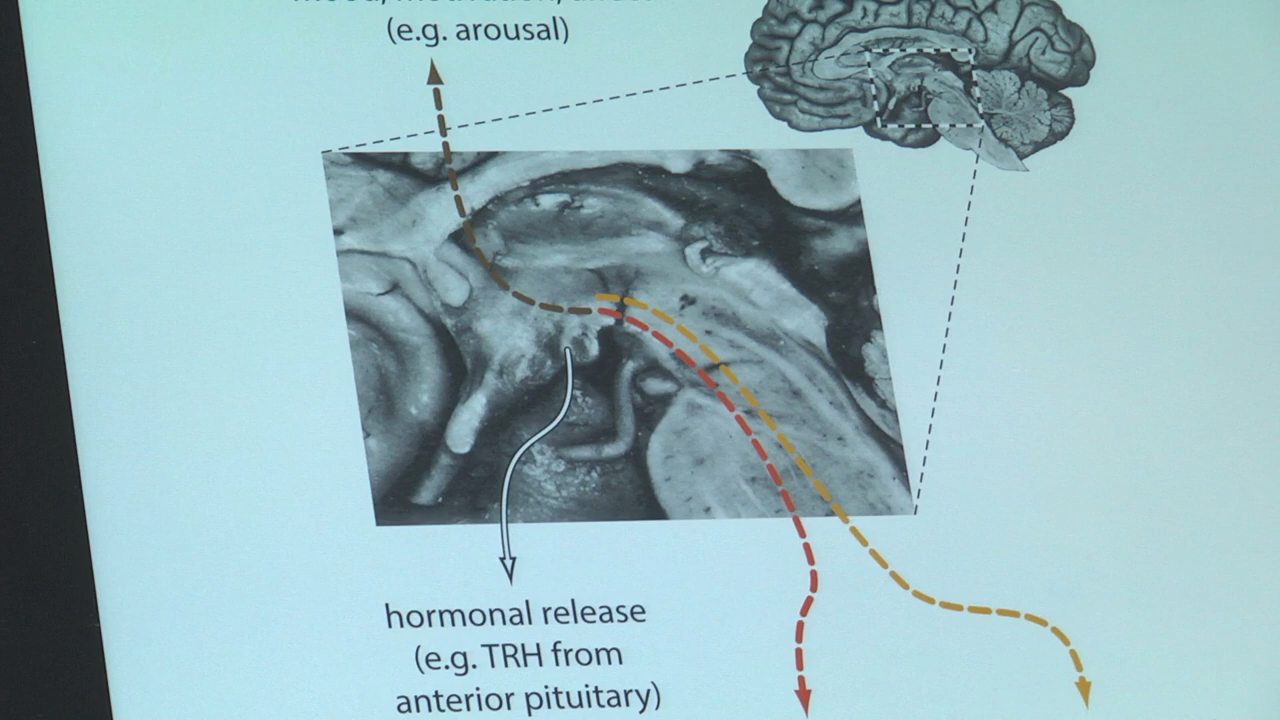 (e.g. arousal)
hormonal release
(e.g. TRH from
anterior pituitary)